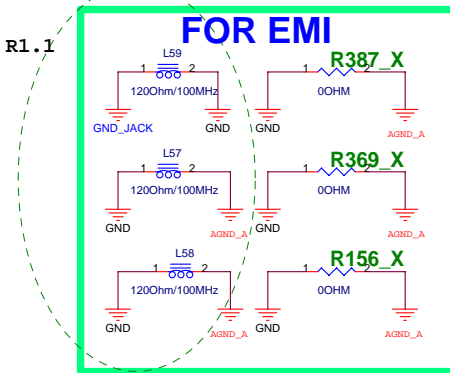 FOR EMI
R1.1
L59
1 2
120Ohm/100MHz
GND_JACK
GND
R387_X
1 2
0OHM
GND
AGND_A
L57
1 2
120Ohm/100MHz
GND
AGND_A
R369_X
1 2
0OHM
GND
AGND_A
L58
1 2
120Ohm/100MHz
GND
AGND_A
R156_X
1 2
0OHM
GND
AGND_A